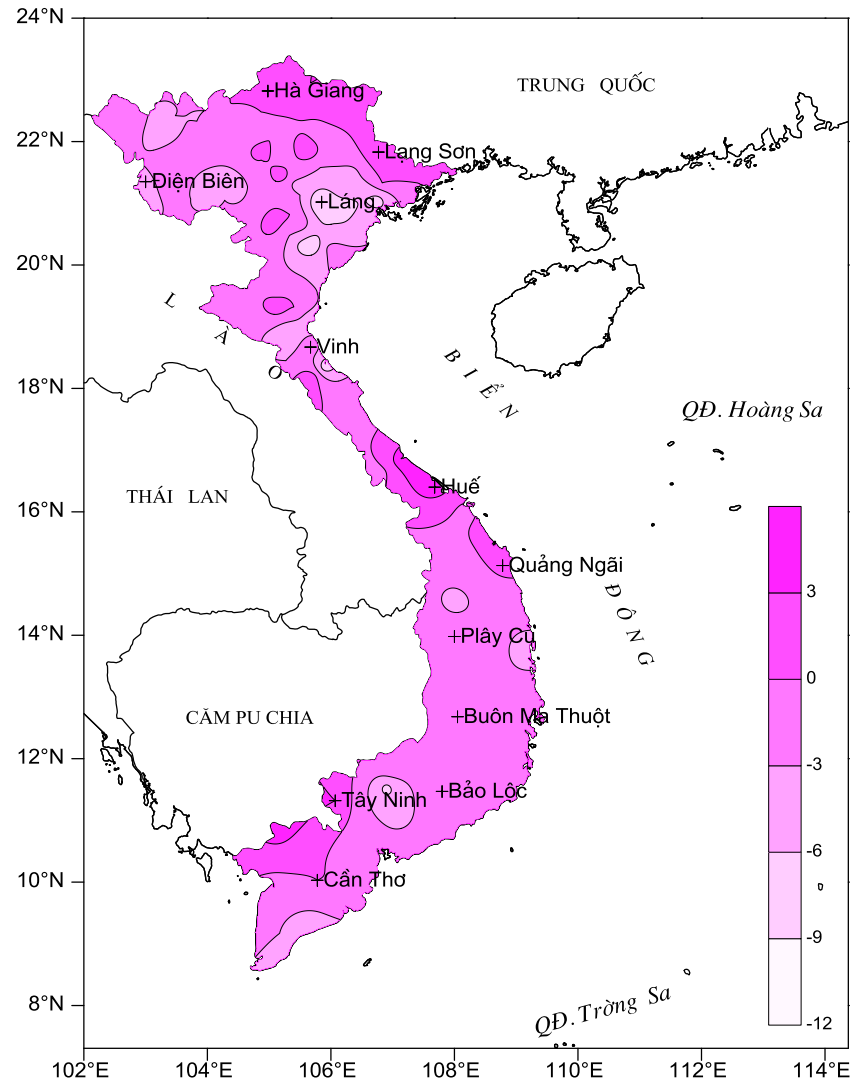 24°N
TRUNG QUỐC
Hà Giang
22°N
Lạng Sơn
Điện Biên
Láng
20°N
LÀO
Vinh
BIỂN
18°N
QĐ. Hoàng Sa
THÁI LAN
Huế
16°N
Quảng Ngãi
3
ĐÔNG
14°N
Plây Cu
0
CĂM PU CHIA
Buôn Ma Thuột
-3
12°N
Tây Ninh
Bảo Lộc
-6
10°N
Cần Thơ
-9
8°N
QĐ. Trờng Sa
-12
102°E 104°E 106°E 108°E 110°E 112°E 114°E